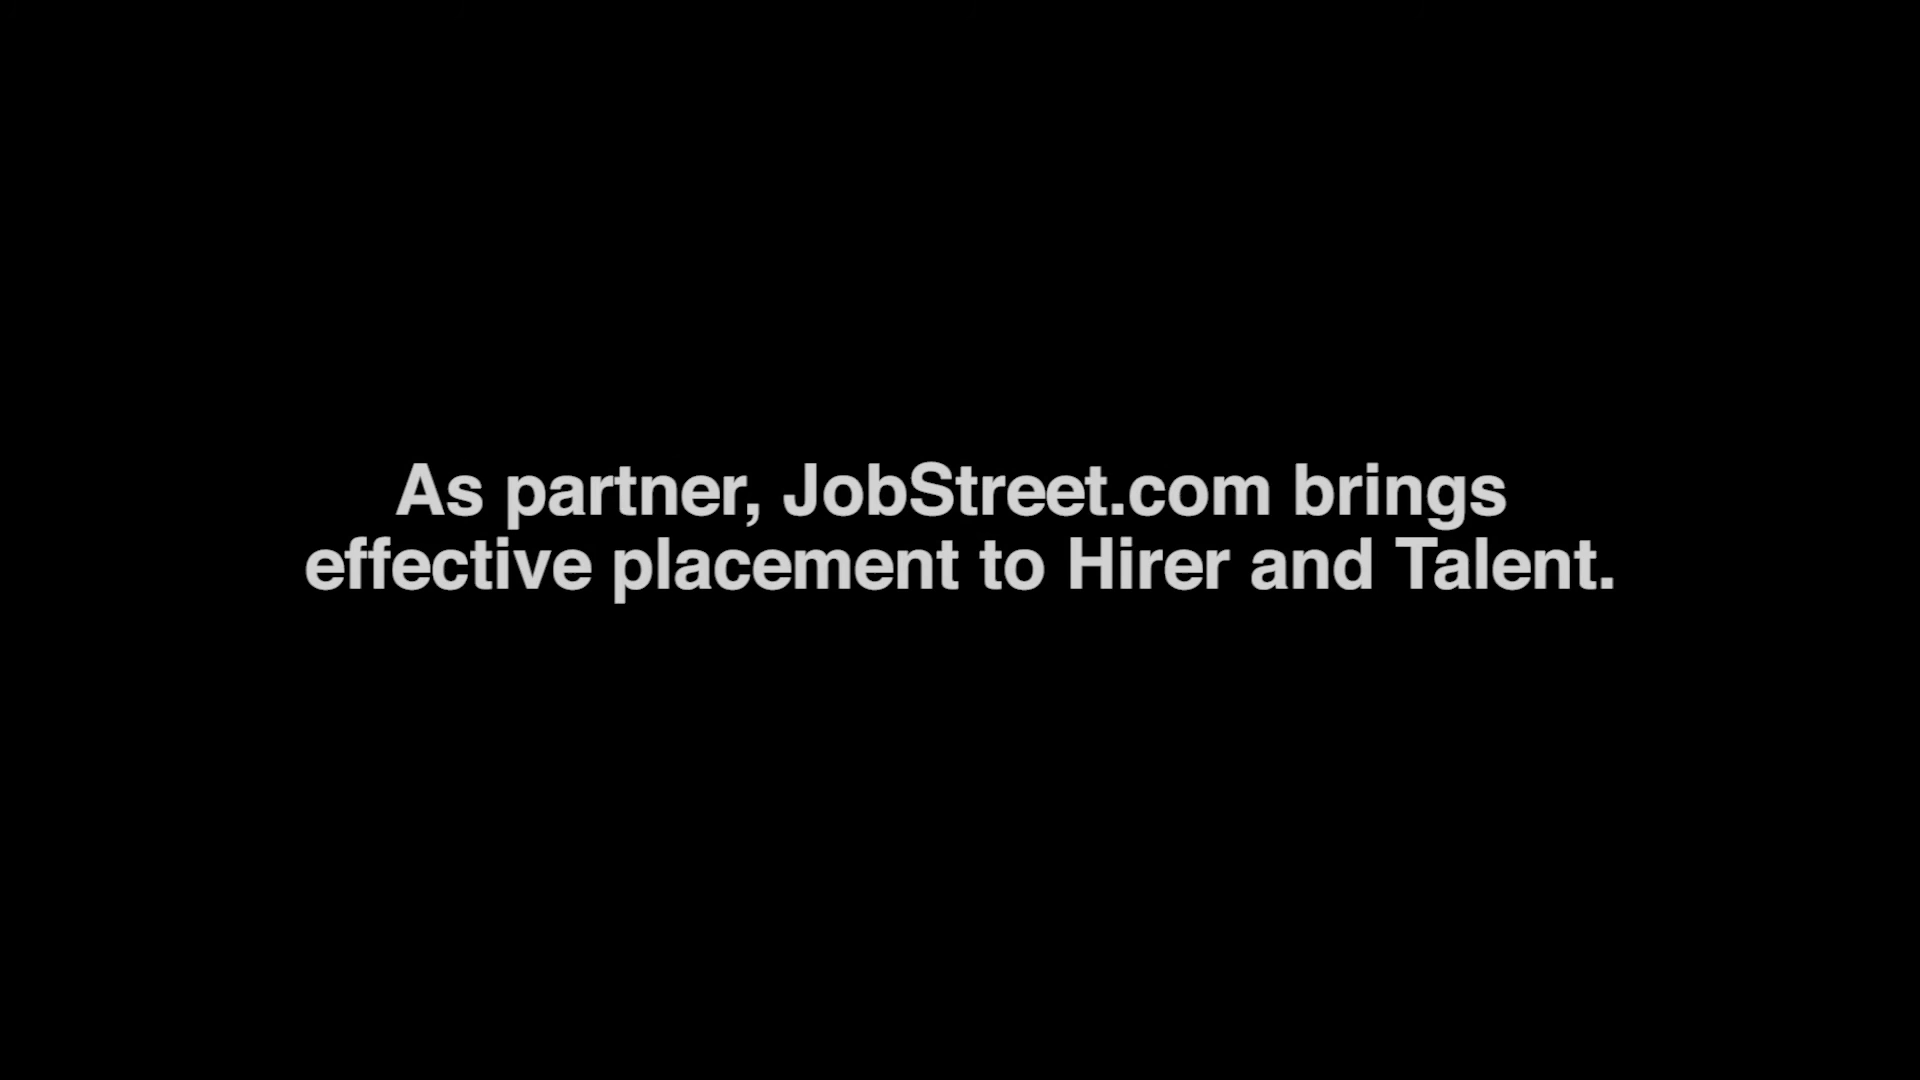 As partner, JobStreet.com brings
effective placement to Hirer and Talent.